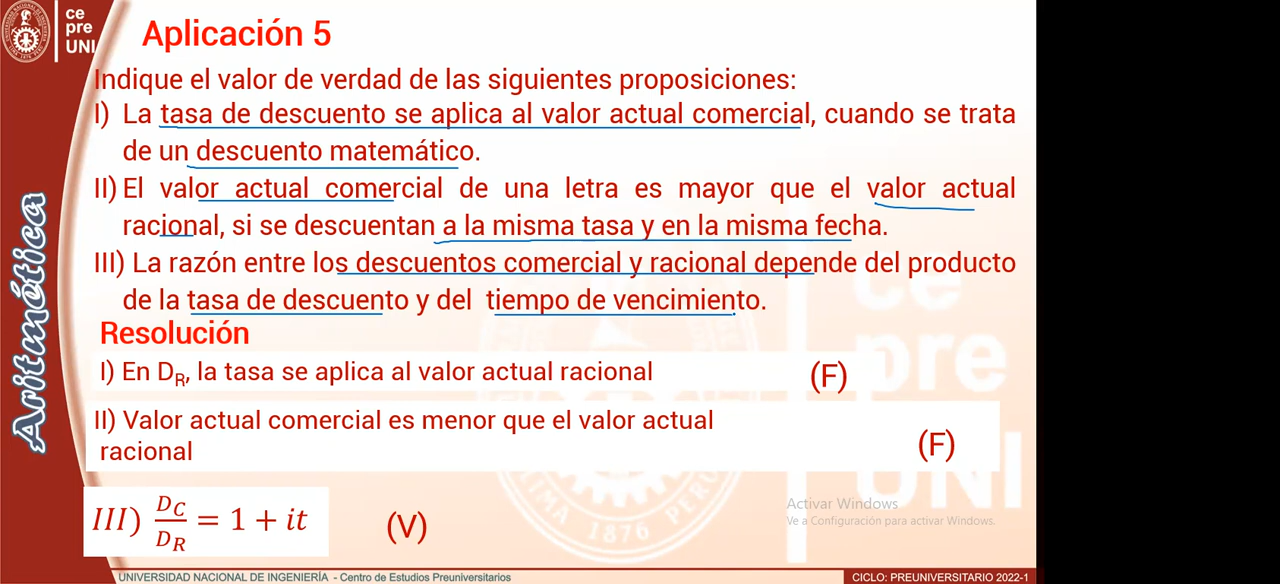 ce
pre
UNI
Aplicación 5
Indique el valor de verdad de las siguientes proposiciones:
I) La tasa de descuento se aplica al valor actual comercial, cuando se trata
de un descuento matemático.
II) El valor actual comercial de una letra es mayor que el valor actual
racional, si se descuentan a la misma tasa y en la misma fecha.
III) La razón entre los descuentos comercial y racional depende del producto
de la tasa de descuento y del tiempo de vencimiento.
Resolución
I) En D_R, la tasa se aplica al valor actual racional (F)
II) Valor actual comercial es menor que el valor actual
racional (F)
III) D_C/D_R = 1 + it (V)
Aritmética
ce
pre
UNI
LIMA 1876 PERU
Activar Windows
Ve a Configuración para activar Windows.
UNIVERSIDAD NACIONAL DE INGENIERÍA - Centro de Estudios Preuniversitarios
CICLO: PREUNIVERSITARIO 2022-1